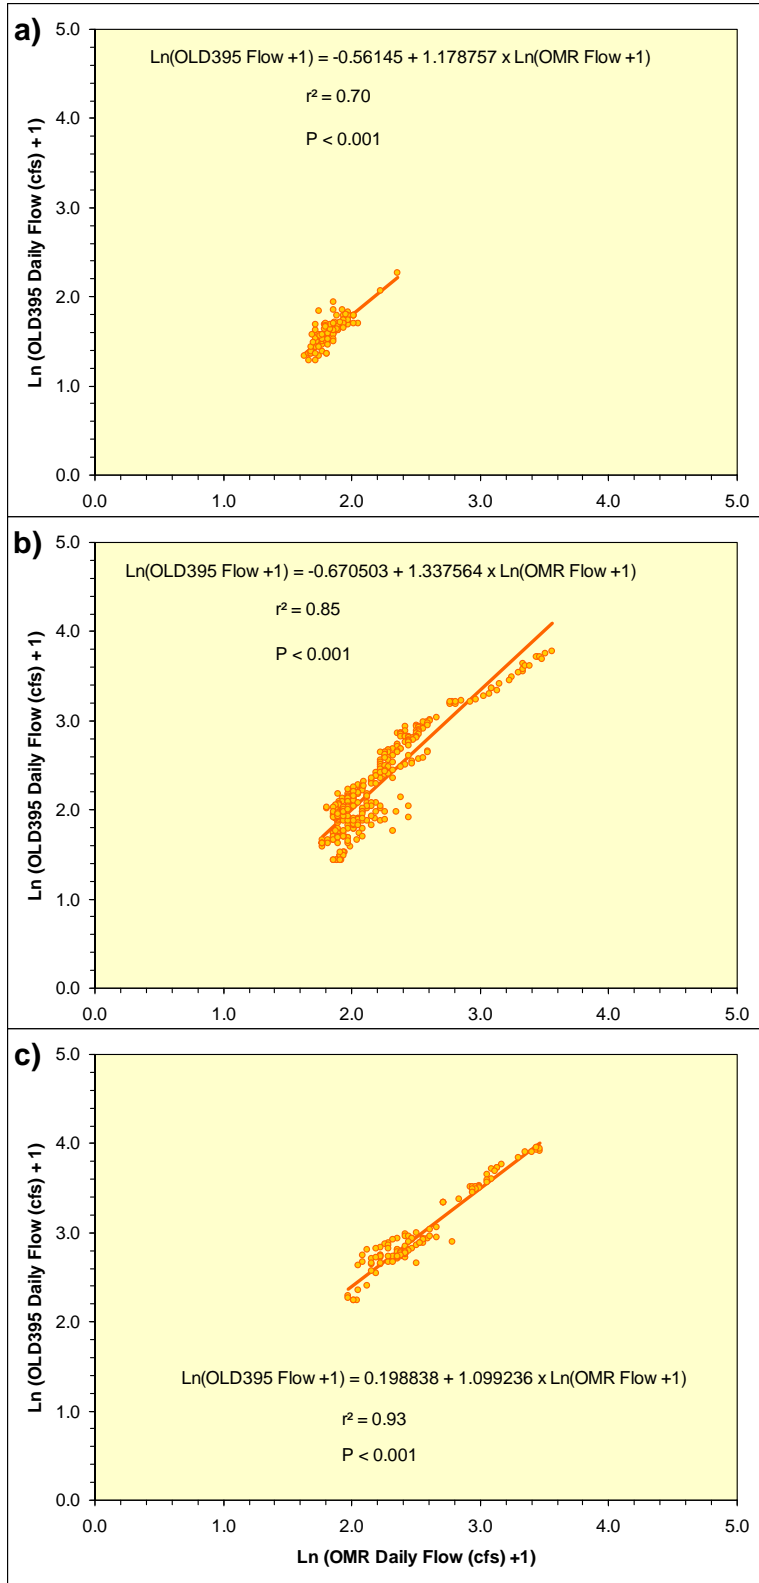 a)
5.0
Ln(OLD395 Flow +1) = -0.56145 + 1.178757 x Ln(OMR Flow +1)
r² = 0.70
4.0
P < 0.001
3.0
Ln (OLD395 Daily Flow (cfs) + 1)
2.0
1.0
0.0
0.0 1.0 2.0 3.0 4.0 5.0
b)
5.0
Ln(OLD395 Flow +1) = -0.670503 + 1.337564 x Ln(OMR Flow +1)
r² = 0.85
4.0
P < 0.001
3.0
Ln (OLD395 Daily Flow (cfs) + 1)
2.0
1.0
0.0
0.0 1.0 2.0 3.0 4.0 5.0
c)
5.0
4.0
3.0
Ln (OLD395 Daily Flow (cfs) + 1)
2.0
Ln(OLD395 Flow +1) = 0.198838 + 1.099236 x Ln(OMR Flow +1)
1.0
r² = 0.93
P < 0.001
0.0
0.0 1.0 2.0 3.0 4.0 5.0
Ln (OMR Daily Flow (cfs) +1)